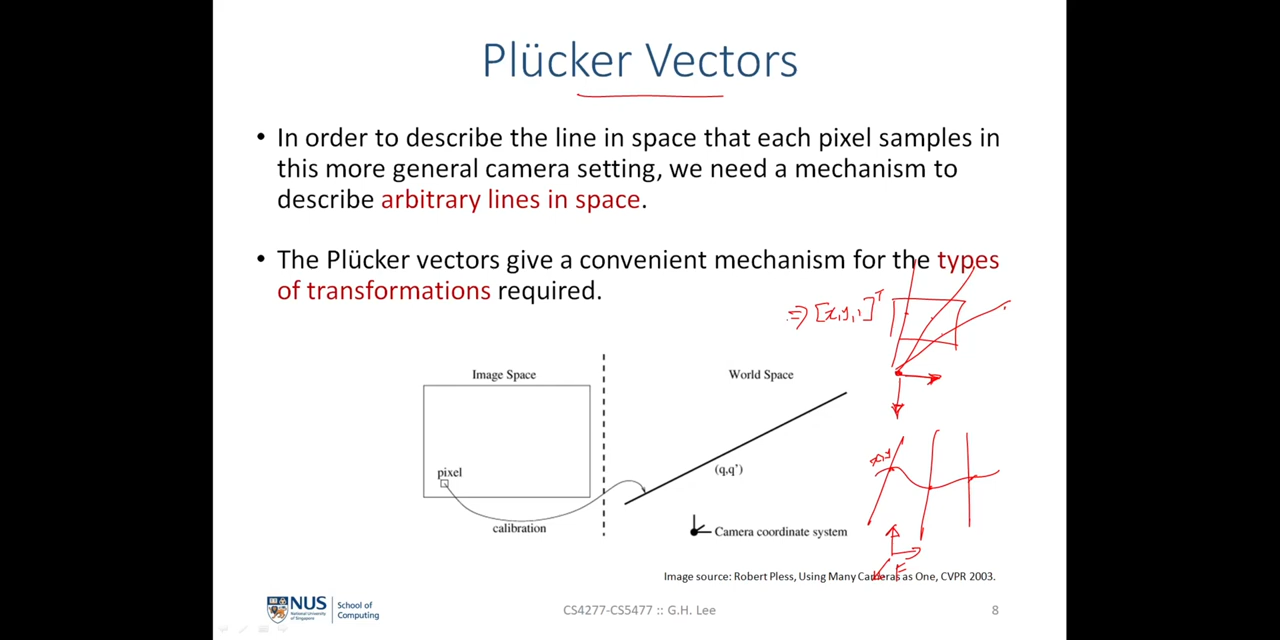 Plücker Vectors
• In order to describe the line in space that each pixel samples in
this more general camera setting, we need a mechanism to
describe arbitrary lines in space.
• The Plücker vectors give a convenient mechanism for the types
of transformations required.
⇒ [x,y,1]ᵀ
Image Space
World Space
x,y
pixel
(q,q')
calibration
Camera coordinate system
F
Image source: Robert Pless, Using Many Cameras as One, CVPR 2003.
NUS
National University
of Singapore
School of
Computing
CS4277-CS5477 :: G.H. Lee
8